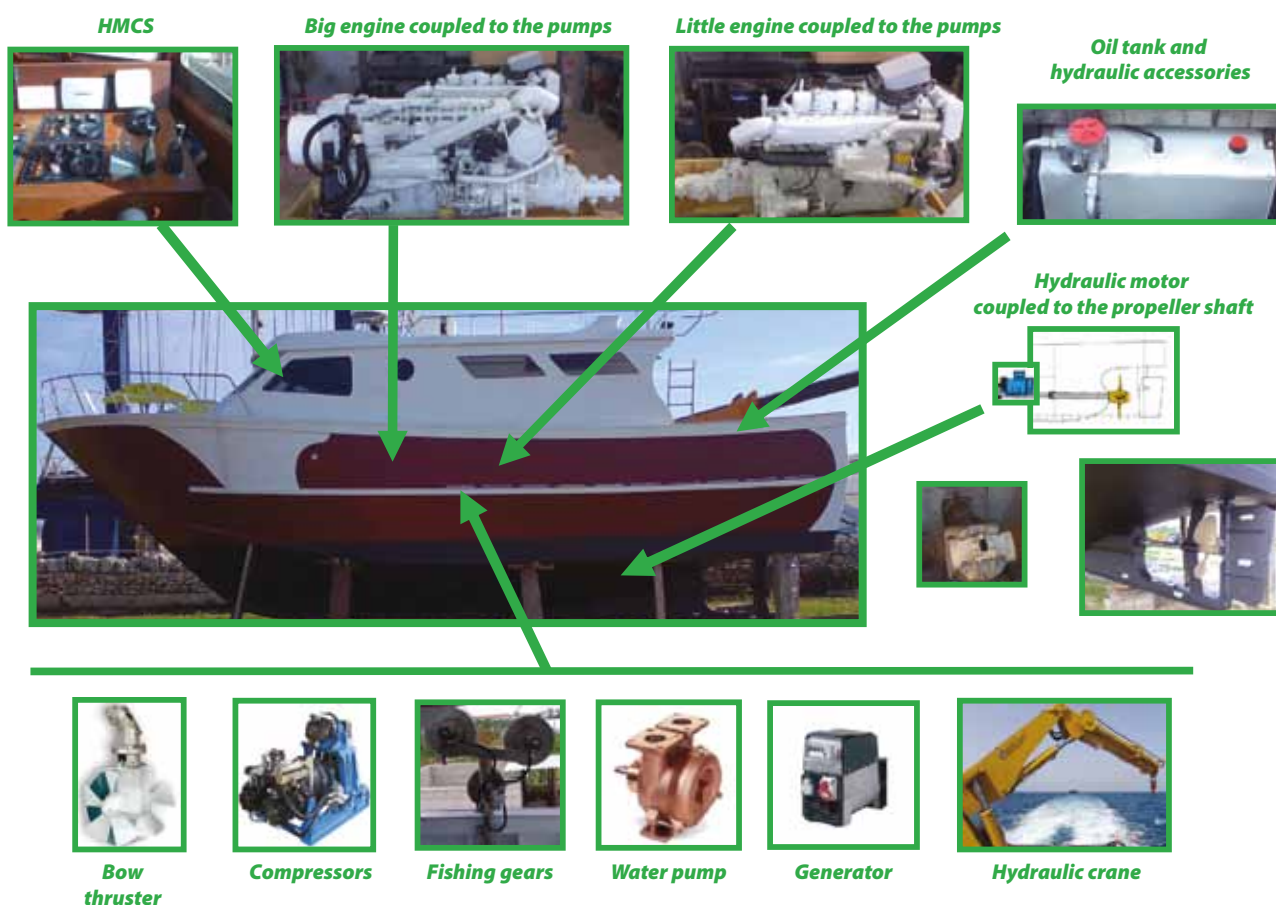 HMCS
Big engine coupled to the pumps
Little engine coupled to the pumps
Oil tank and
hydraulic accessories
Hydraulic motor
coupled to the propeller shaft
Bow
thruster
Compressors
Fishing gears
Water pump
Generator
Hydraulic crane